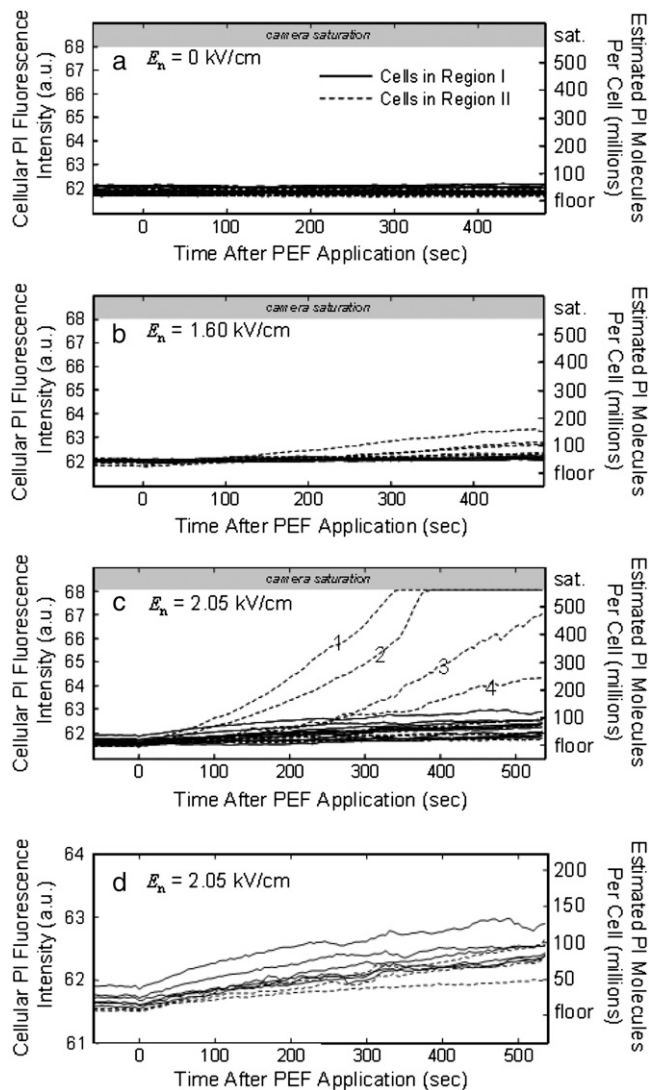 camera saturation
a
E_n = 0 kV/cm
Cells in Region I
Cells in Region II
Cellular PI Fluorescence
Intensity (a.u.)
68
67
66
65
64
63
62
sat.
500
400
300
200
100
floor
Estimated PI Molecules
Per Cell (millions)
0
100
200
300
400
Time After PEF Application (sec)
camera saturation
b
E_n = 1.60 kV/cm
Cellular PI Fluorescence
Intensity (a.u.)
68
67
66
65
64
63
62
sat.
500
400
300
200
100
floor
Estimated PI Molecules
Per Cell (millions)
0
100
200
300
400
Time After PEF Application (sec)
camera saturation
c
E_n = 2.05 kV/cm
Cellular PI Fluorescence
Intensity (a.u.)
68
67
66
65
64
63
62
1
2
3
4
sat.
500
400
300
200
100
floor
Estimated PI Molecules
Per Cell (millions)
0
100
200
300
400
500
Time After PEF Application (sec)
d
E_n = 2.05 kV/cm
Cellular PI Fluorescence
Intensity (a.u.)
64
63
62
61
200
150
100
50
floor
Estimated PI Molecules
Per Cell (millions)
0
100
200
300
400
500
Time After PEF Application (sec)